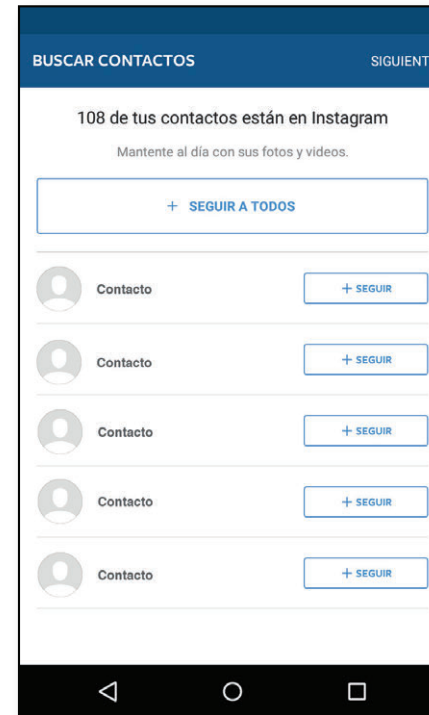 BUSCAR CONTACTOS SIGUIENT
108 de tus contactos están en Instagram
Mantente al día con sus fotos y videos.
+ SEGUIR A TODOS
Contacto + SEGUIR
Contacto + SEGUIR
Contacto + SEGUIR
Contacto + SEGUIR
Contacto + SEGUIR